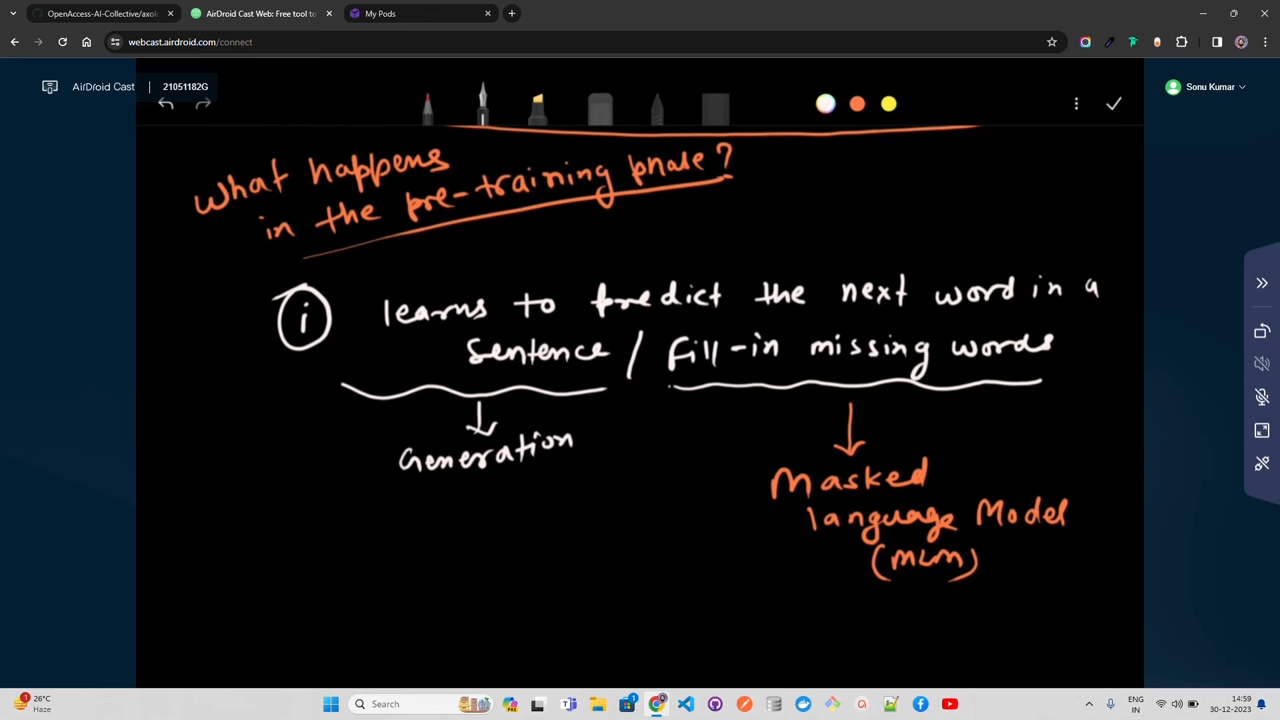 OpenAccess-AI-Collective/axol
AirDroid Cast Web: Free tool to
My Pods
webcast.airdroid.com/connect
AirDroid Cast
21051182G
Sonu Kumar
What happens
in the pre-training phase?
i learns to predict the next word in a
sentence / fill-in missing words
Generation
Masked
language Model
(MLM)
26°C
Haze
Search
ENG
IN
14:59
30-12-2023